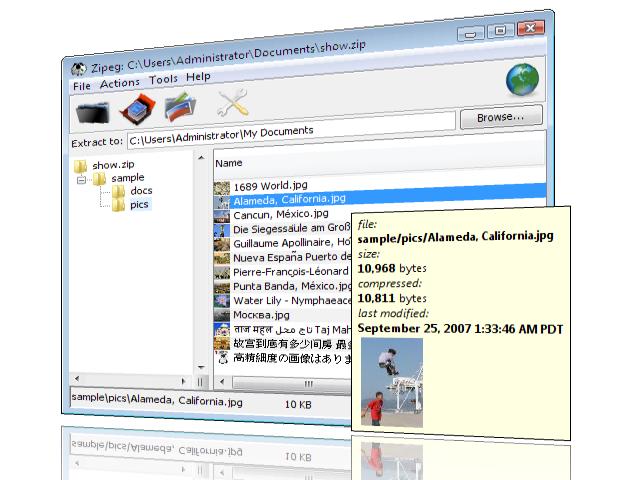 Zipeg: C:\Users\Administrator\Documents\show.zip
File Actions Tools Help
Extract to: C:\Users\Administrator\My Documents Browse...
show.zip
sample
docs
pics
Name
1689 World.jpg
Alameda, California.jpg
Cancun, México.jpg
Die Siegessäule am Groß
Guillaume Apollinaire, Ho
Nueva España Puerto de
Pierre-François-Léonard
Punta Banda, México.jpg
Water Lily - Nymphaeace
Москва.jpg
ताज महल تاج محل Taj Mah
故宫到底有多少间房 最多
高精細度の画像はありま
file:
sample/pics/Alameda, California.jpg
size:
10,968 bytes
compressed:
10,811 bytes
last modified:
September 25, 2007 1:33:46 AM PDT
sample\pics\Alameda, California.jpg 10 KB